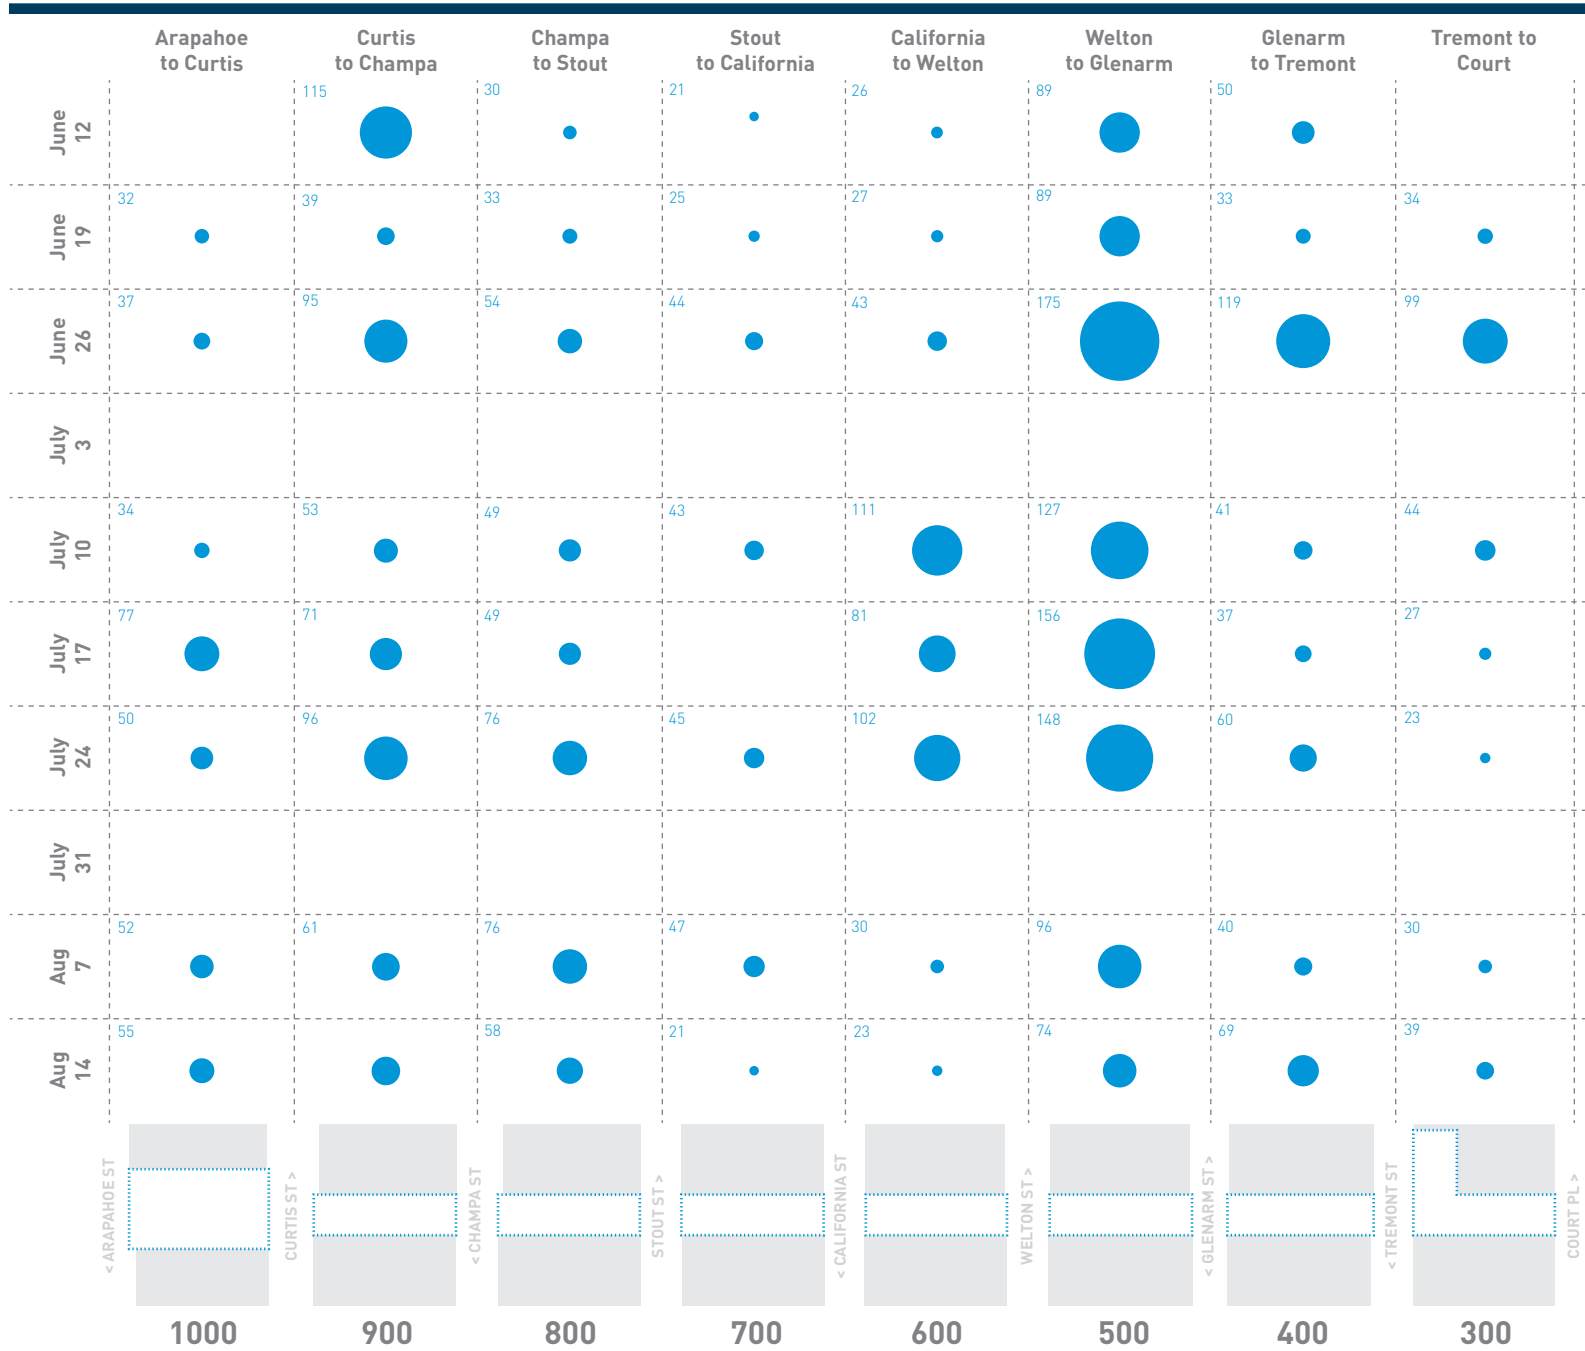 Arapahoe
to Curtis
Curtis
to Champa
Champa
to Stout
Stout
to California
California
to Welton
Welton
to Glenarm
Glenarm
to Tremont
Tremont to
Court
June
12
115
30
21
26
89
50
June
19
32
39
33
25
27
89
33
34
June
26
37
95
54
44
43
175
119
99
July
3
July
10
34
53
49
43
111
127
41
44
July
17
77
71
49
81
156
37
27
July
24
50
96
76
45
102
148
60
23
July
31
Aug
7
52
61
76
47
30
96
40
30
Aug
14
55
58
21
23
74
69
39
< ARAPAHOE ST
CURTIS ST >
< CHAMPA ST
STOUT ST >
< CALIFORNIA ST
WELTON ST >
< GLENARM ST >
< TREMONT ST
COURT PL >
1000
900
800
700
600
500
400
300